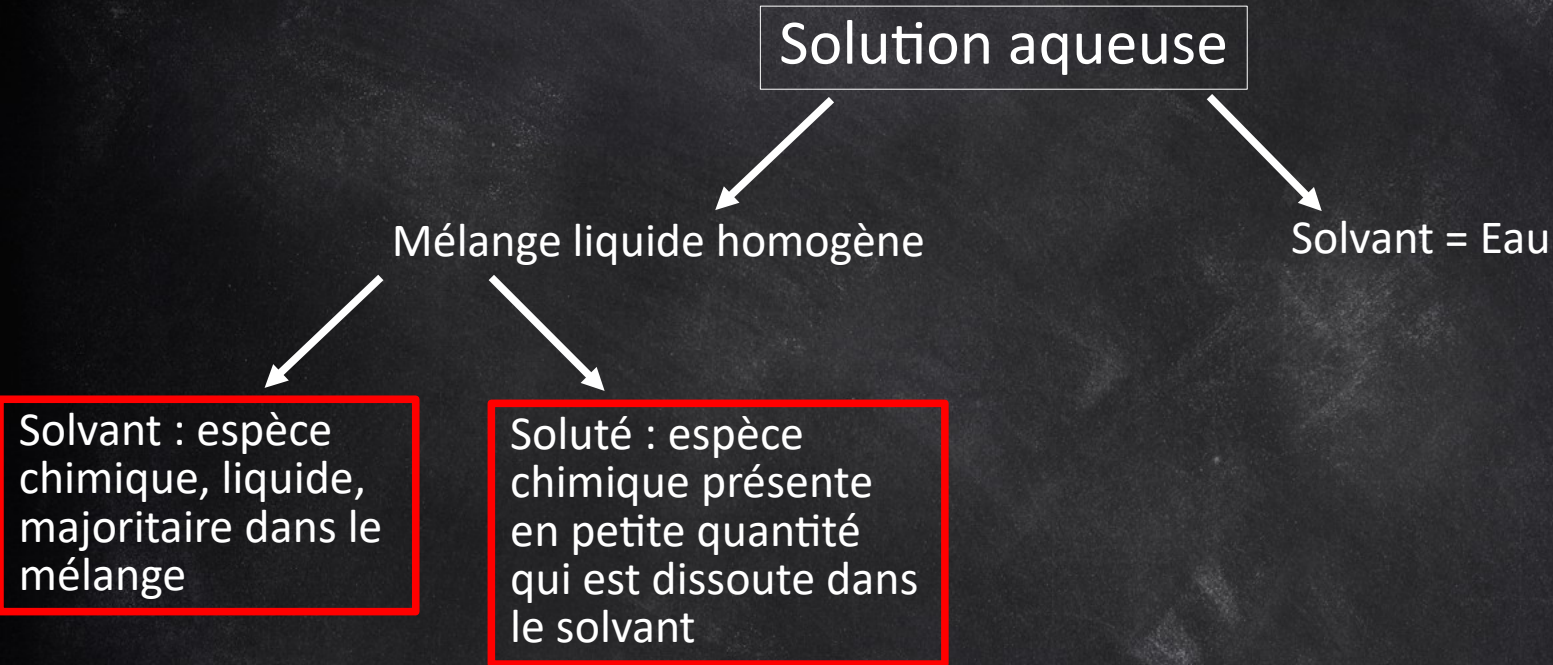 Solution aqueuse
Mélange liquide homogène
Solvant = Eau
Solvant : espèce
chimique, liquide,
majoritaire dans le
mélange
Soluté : espèce
chimique présente
en petite quantité
qui est dissoute dans
le solvant